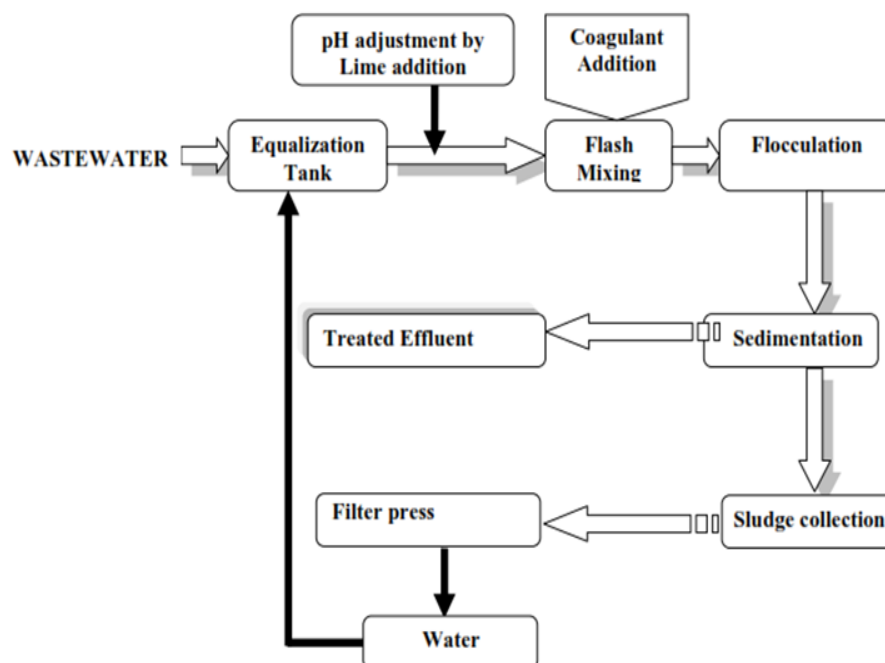 pH adjustment by
Lime addition
Coagulant
Addition
WASTEWATER
Equalization
Tank
Flash
Mixing
Flocculation
Treated Effluent
Sedimentation
Filter press
Sludge collection
Water